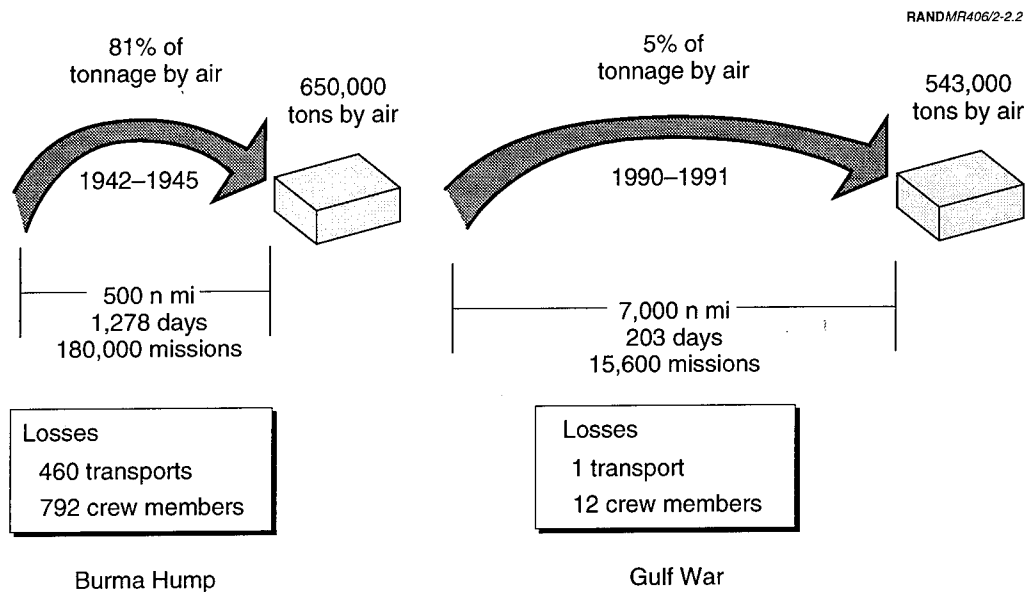 RANDMR406/2-2.2
81% of
tonnage by air
650,000
tons by air
1942–1945
500 n mi
1,278 days
180,000 missions
Losses
460 transports
792 crew members
Burma Hump
5% of
tonnage by air
543,000
tons by air
1990–1991
7,000 n mi
203 days
15,600 missions
Losses
1 transport
12 crew members
Gulf War